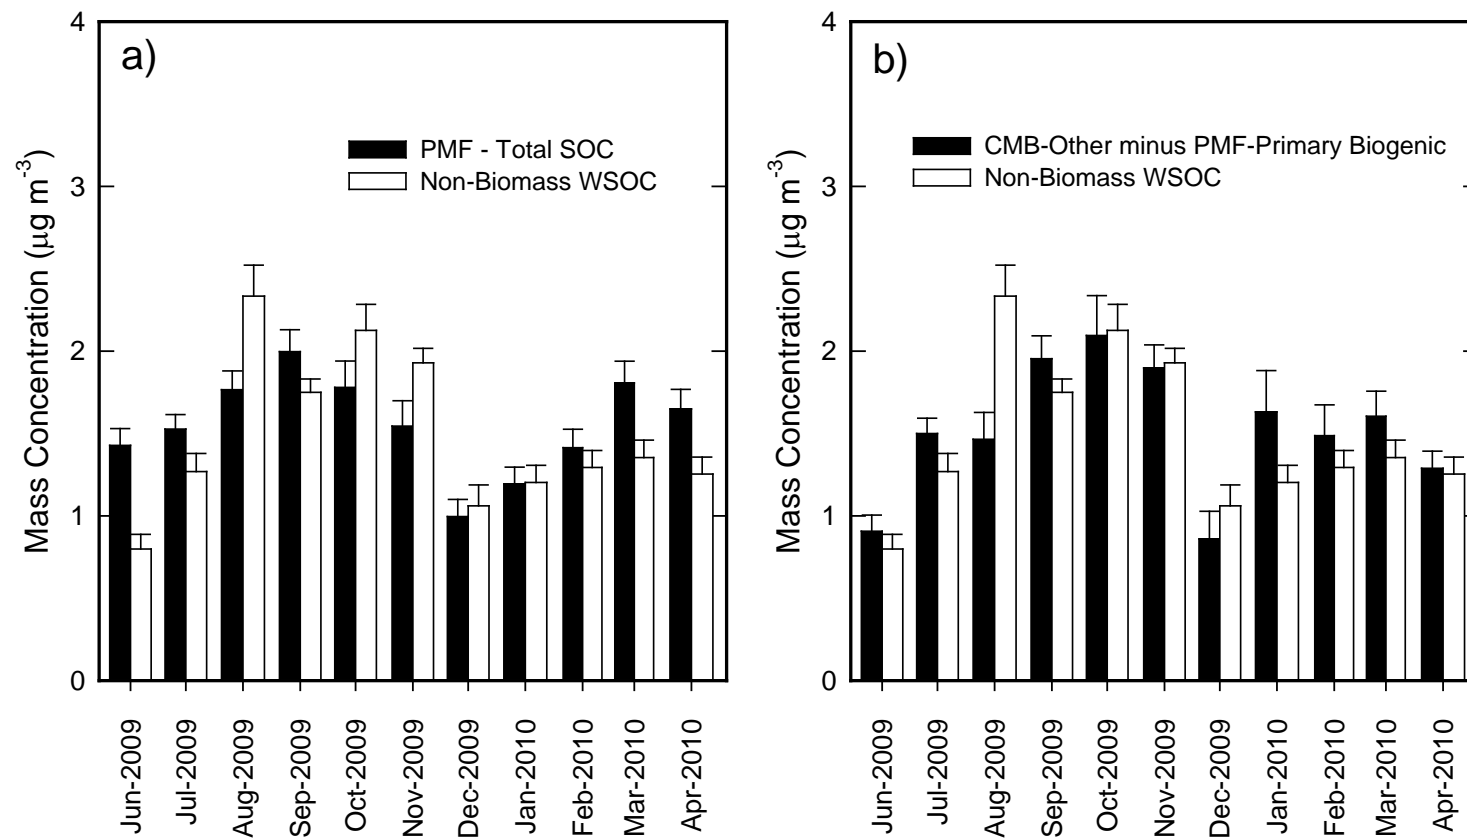 a)
PMF - Total SOC
Non-Biomass WSOC
Mass Concentration (μg m-3)
4
3
2
1
0
Jun-2009
Jul-2009
Aug-2009
Sep-2009
Oct-2009
Nov-2009
Dec-2009
Jan-2010
Feb-2010
Mar-2010
Apr-2010
b)
CMB-Other minus PMF-Primary Biogenic
Non-Biomass WSOC
Mass Concentration (μg m-3)
4
3
2
1
0
Jun-2009
Jul-2009
Aug-2009
Sep-2009
Oct-2009
Nov-2009
Dec-2009
Jan-2010
Feb-2010
Mar-2010
Apr-2010